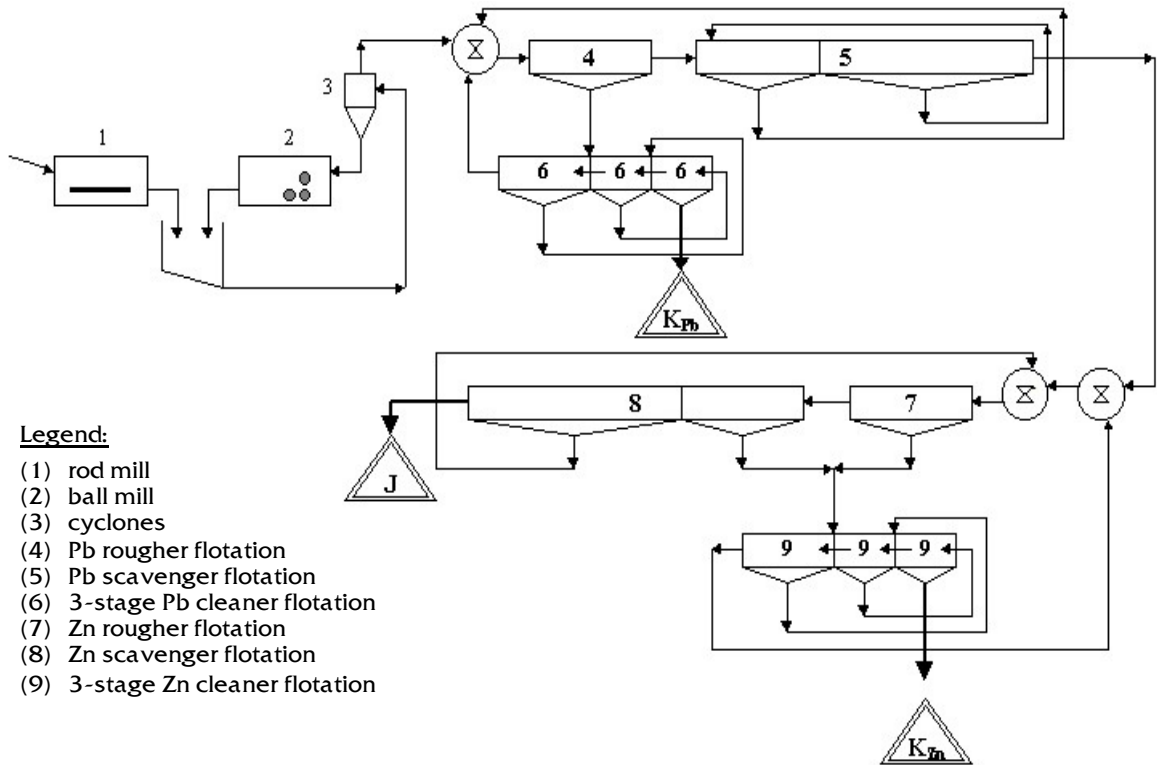 4
5
3
1
2
6 6 6
K_Pb
8
7
J
9 9 9
K_Zn
Legend:
(1) rod mill
(2) ball mill
(3) cyclones
(4) Pb rougher flotation
(5) Pb scavenger flotation
(6) 3-stage Pb cleaner flotation
(7) Zn rougher flotation
(8) Zn scavenger flotation
(9) 3-stage Zn cleaner flotation